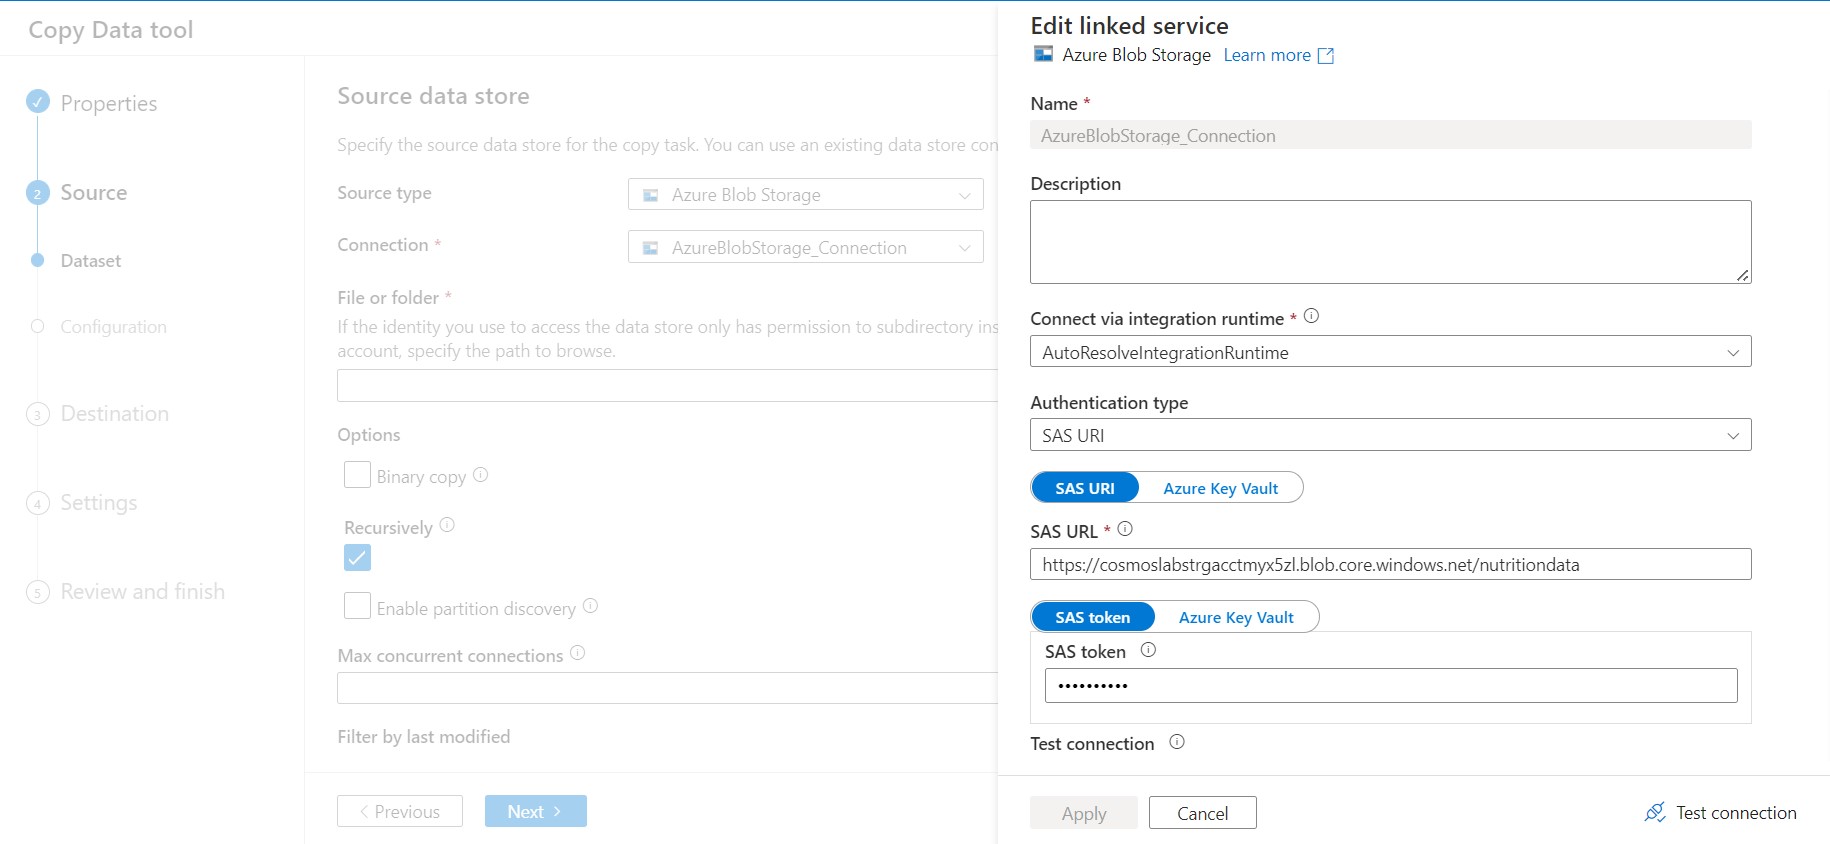 Copy Data tool
Properties
2
Source
Dataset
Configuration
3
Destination
4
Settings
5
Review and finish
Source data store
Specify the source data store for the copy task. You can use an existing data store con
Source type
Azure Blob Storage
Connection *
AzureBlobStorage_Connection
File or folder *
If the identity you use to access the data store only has permission to subdirectory ins
account, specify the path to browse.
Options
Binary copy
Recursively
Enable partition discovery
Max concurrent connections
Filter by last modified
Previous
Next
Edit linked service
Azure Blob Storage Learn more
Name *
AzureBlobStorage_Connection
Description
Connect via integration runtime *
AutoResolveIntegrationRuntime
Authentication type
SAS URI
SAS URI Azure Key Vault
SAS URL *
https://cosmoslabstrgacctmyx5zl.blob.core.windows.net/nutritiondata
SAS token Azure Key Vault
SAS token
••••••••••
Test connection
Apply Cancel Test connection